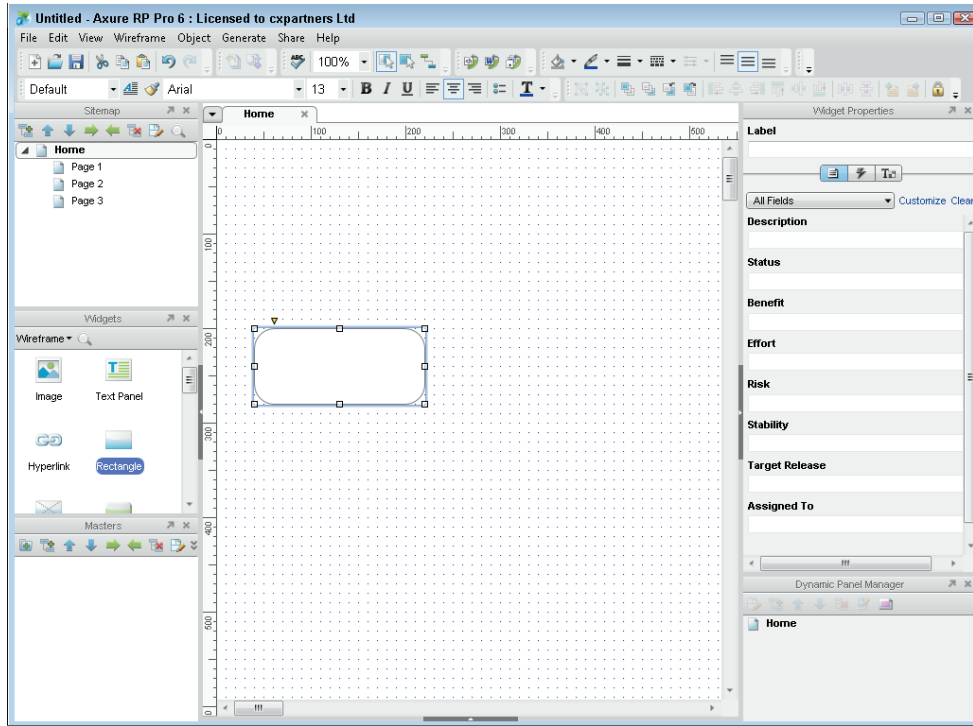 Untitled - Axure RP Pro 6 : Licensed to cxpartners Ltd
File Edit View Wireframe Object Generate Share Help
100%
Default Arial 13 B I U T
Sitemap
Home
Page 1
Page 2
Page 3
Widgets
Wireframe
Image Text Panel
Hyperlink Rectangle
Masters
Home
0 100 200 300 400 500
0
100
200
300
400
500
Widget Properties
Label
All Fields Customize Clear
Description
Status
Benefit
Effort
Risk
Stability
Target Release
Assigned To
Dynamic Panel Manager
Home